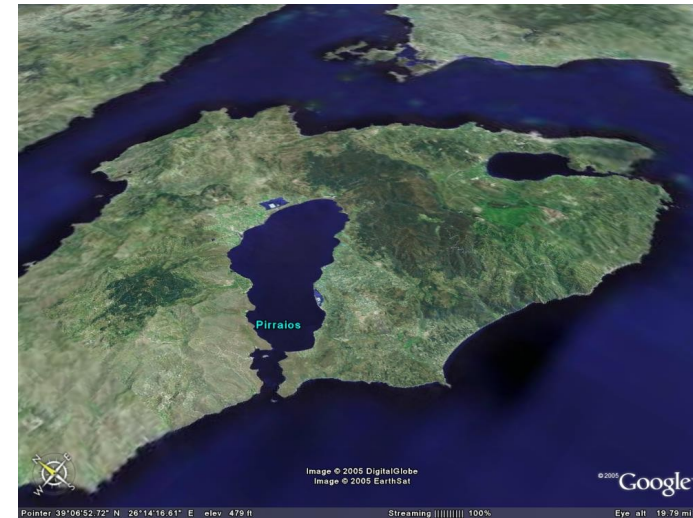 Pirraios
N E S W
Image © 2005 DigitalGlobe
Image © 2005 EarthSat
©2005 Google
Pointer 39°06'52.72" N 26°14'16.61" E elev 479 ft Streaming |||||||||| 100% Eye alt 19.79 mi